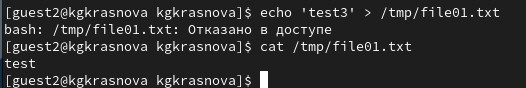 [guest2@kgkrasnova kgkrasnova]$ echo 'test3' > /tmp/file01.txt
bash: /tmp/file01.txt: Отказано в доступе
[guest2@kgkrasnova kgkrasnova]$ cat /tmp/file01.txt
test
[guest2@kgkrasnova kgkrasnova]$